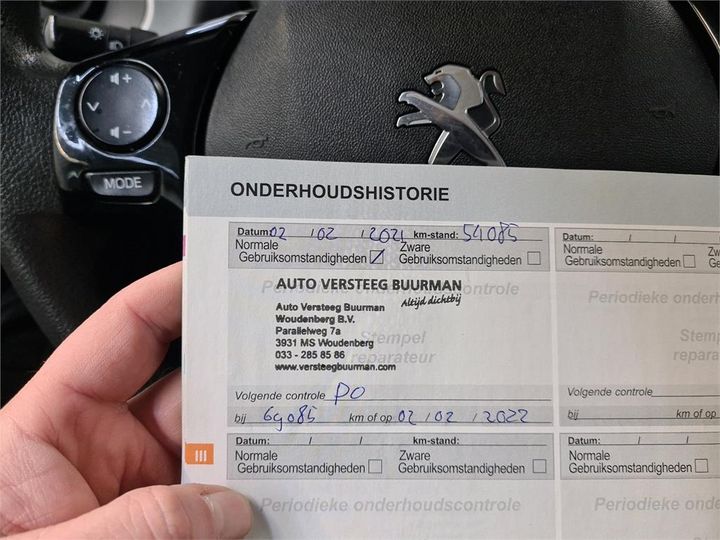 MODE
ONDERHOUDSHISTORIE
Datum: 02 / 02 / 2021 km-stand: 54085
Normale Gebruiksomstandigheden Zware Gebruiksomstandigheden
AUTO VERSTEEG BUURMAN
Altijd dichtbij
Periodieke onderhoudscontrole
Auto Versteeg Buurman
Woudenberg B.V.
Parallelweg 7a
3931 MS Woudenberg
033 - 285 85 86
www.versteegbuurman.com
Stempel
reparateur
Volgende controle PO
bij 69085 km of op 02 / 02 / 2022
Datum: / / km-stand:
Normale Gebruiksomstandigheden Zware Gebruiksomstandigheden
Periodieke onderhoudscontrole
III
Datum: / /
Normale
Gebruiksomstandigheden
Periodieke onderh
Stem
repara
Volgende controle
bij km of op /
Datum: / /
Normale
Gebruiksomstandigheden
Periodieke onderho